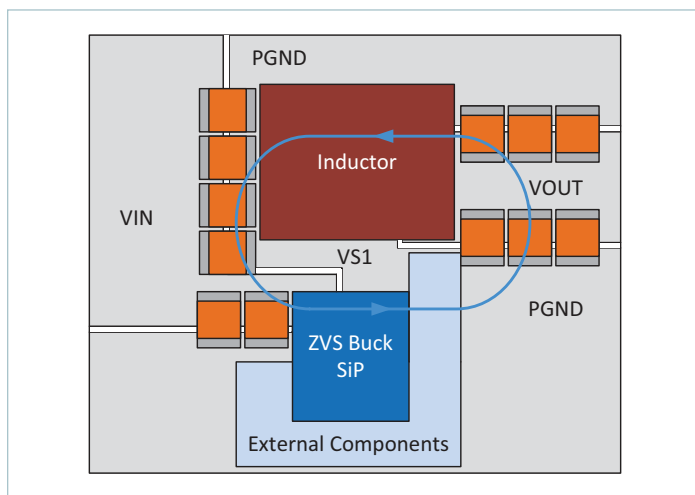 PGND
Inductor
VOUT
VIN
VS1
PGND
ZVS Buck
SiP
External Components